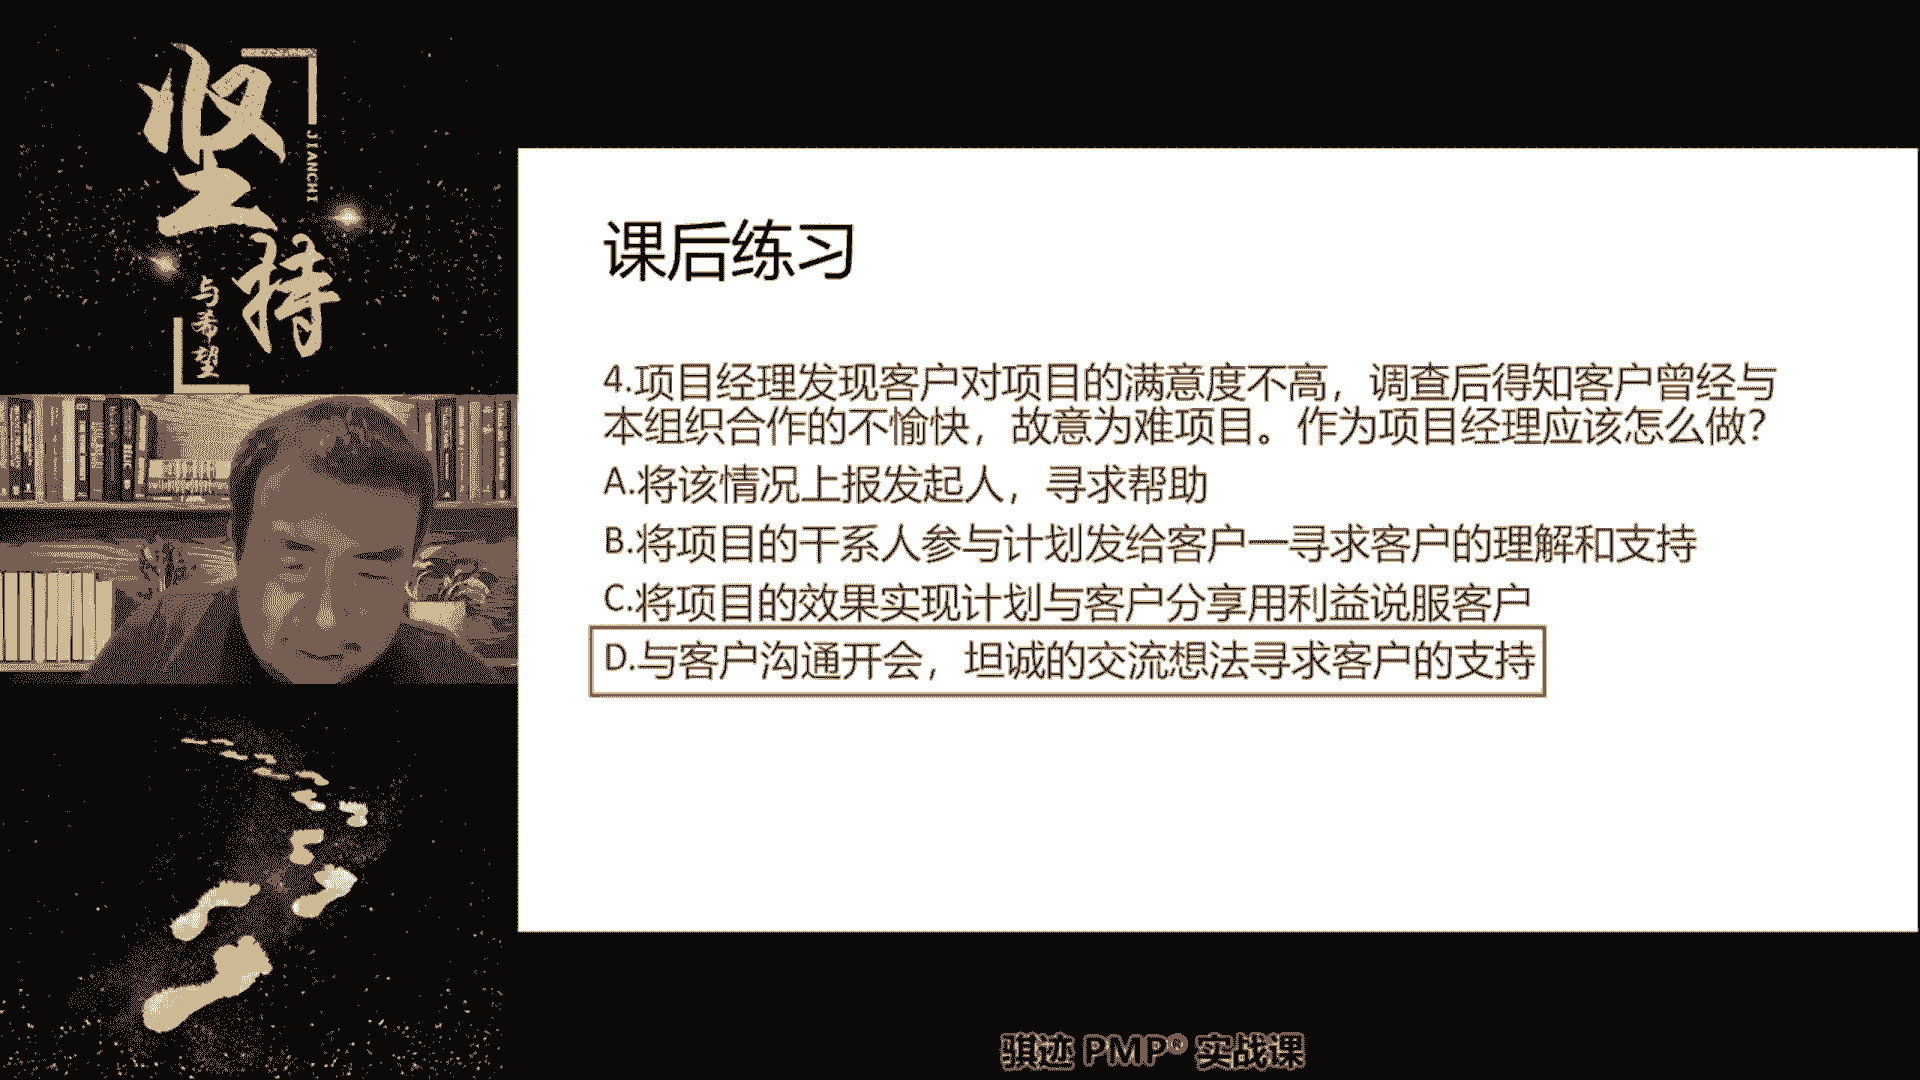 坚持
JIANCHI
与希望
课后练习
4.项目经理发现客户对项目的满意度不高，调查后得知客户曾经与
本组织合作的不愉快，故意为难项目。作为项目经理应该怎么做？
A.将该情况上报发起人，寻求帮助
B.将项目的干系人参与计划发给客户—寻求客户的理解和支持
C.将项目的效果实现计划与客户分享用利益说服客户
D.与客户沟通开会，坦诚的交流想法寻求客户的支持
骐迹 PMP® 实战课